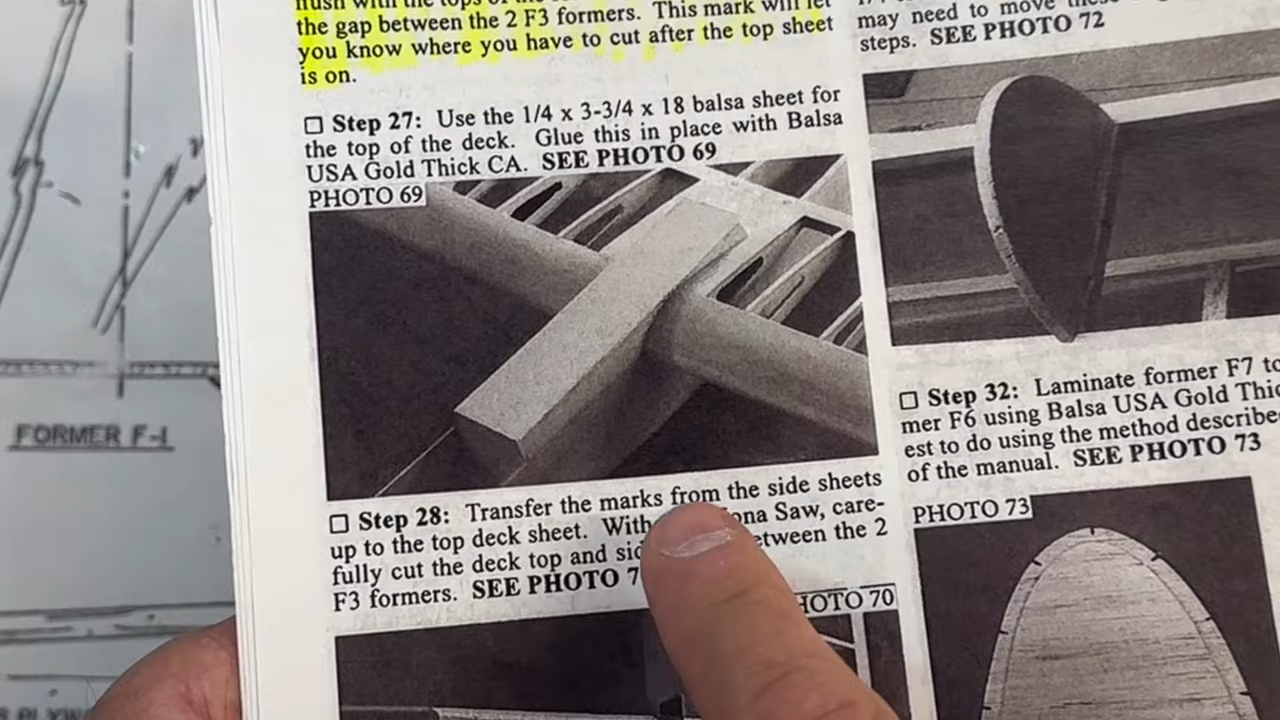 flush with the tops of the
the gap between the 2 F3 formers. This mark will let
you know where you have to cut after the top sheet
is on.
☐ Step 27: Use the 1/4 x 3-3/4 x 18 balsa sheet for
the top of the deck. Glue this in place with Balsa
USA Gold Thick CA. SEE PHOTO 69
PHOTO 69
☐ Step 28: Transfer the marks from the side sheets
up to the top deck sheet. With ona Saw, care-
fully cut the deck top and sid etween the 2
F3 formers. SEE PHOTO 7
HOTO 70
may need to move
steps. SEE PHOTO 72
☐ Step 32: Laminate former F7 to
mer F6 using Balsa USA Gold Thic
est to do using the method describe
of the manual. SEE PHOTO 73
PHOTO 73
FORMER F-1